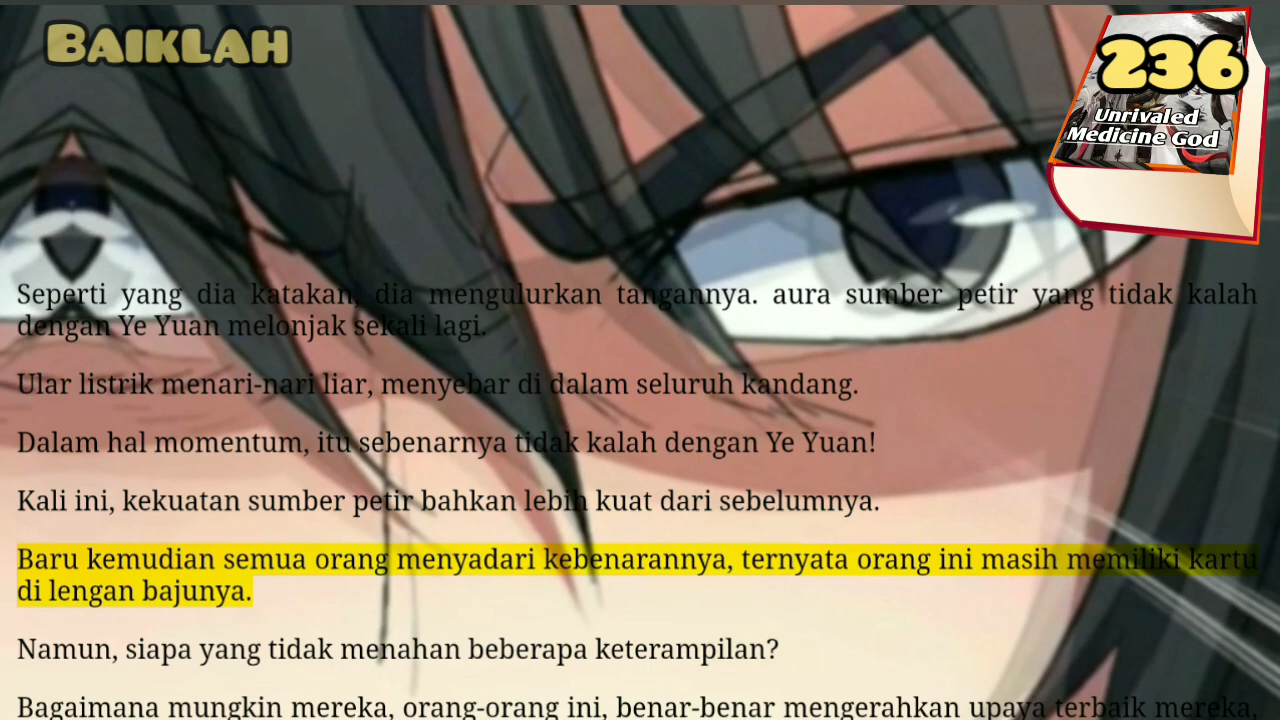 BAIKLAH
236
Unrivaled
Medicine God
Seperti yang dia katakan, dia mengulurkan tangannya. aura sumber petir yang tidak kalah
dengan Ye Yuan melonjak sekali lagi.
Ular listrik menari-nari liar, menyebar di dalam seluruh kandang.
Dalam hal momentum, itu sebenarnya tidak kalah dengan Ye Yuan!
Kali ini, kekuatan sumber petir bahkan lebih kuat dari sebelumnya.
Baru kemudian semua orang menyadari kebenarannya, ternyata orang ini masih memiliki kartu
di lengan bajunya.
Namun, siapa yang tidak menahan beberapa keterampilan?
Bagaimana mungkin mereka, orang-orang ini, benar-benar mengerahkan upaya terbaik mereka,